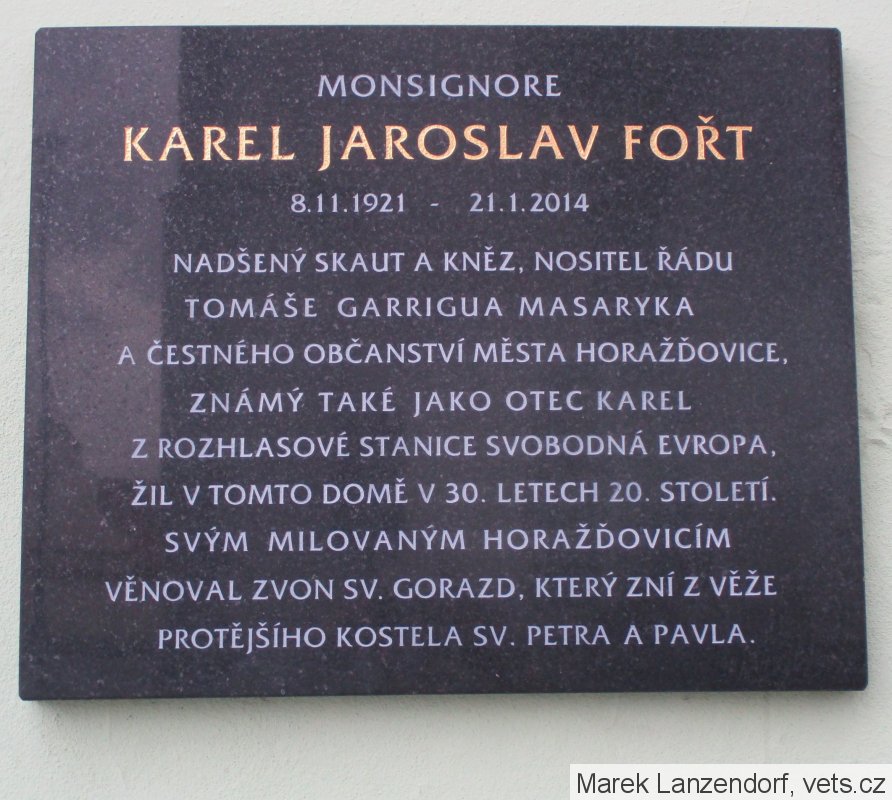 MONSIGNORE
KAREL JAROSLAV FOŘT
8.11.1921 - 21.1.2014
NADŠENÝ SKAUT A KNĚZ, NOSITEL ŘÁDU
TOMÁŠE GARRIGUA MASARYKA
A ČESTNÉHO OBČANSTVÍ MĚSTA HORAŽĎOVICE,
ZNÁMÝ TAKÉ JAKO OTEC KAREL
Z ROZHLASOVÉ STANICE SVOBODNÁ EVROPA,
ŽIL V TOMTO DOMĚ V 30. LETECH 20. STOLETÍ.
SVÝM MILOVANÝM HORAŽĎOVICÍM
VĚNOVAL ZVON SV. GORAZD, KTERÝ ZNÍ Z VĚŽE
PROTĚJŠÍHO KOSTELA SV. PETRA A PAVLA.
Marek Lanzendorf, vets.cz